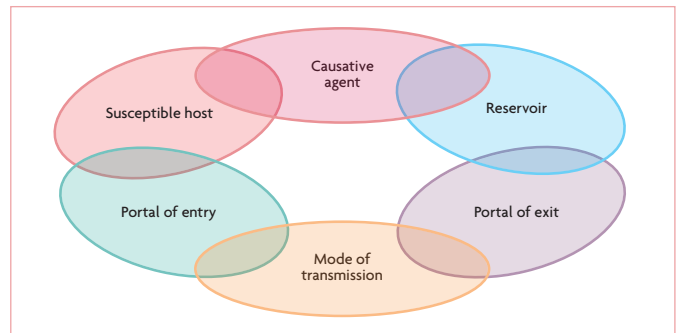 Causative
agent
Susceptible host
Reservoir
Portal of entry
Portal of exit
Mode of
transmission